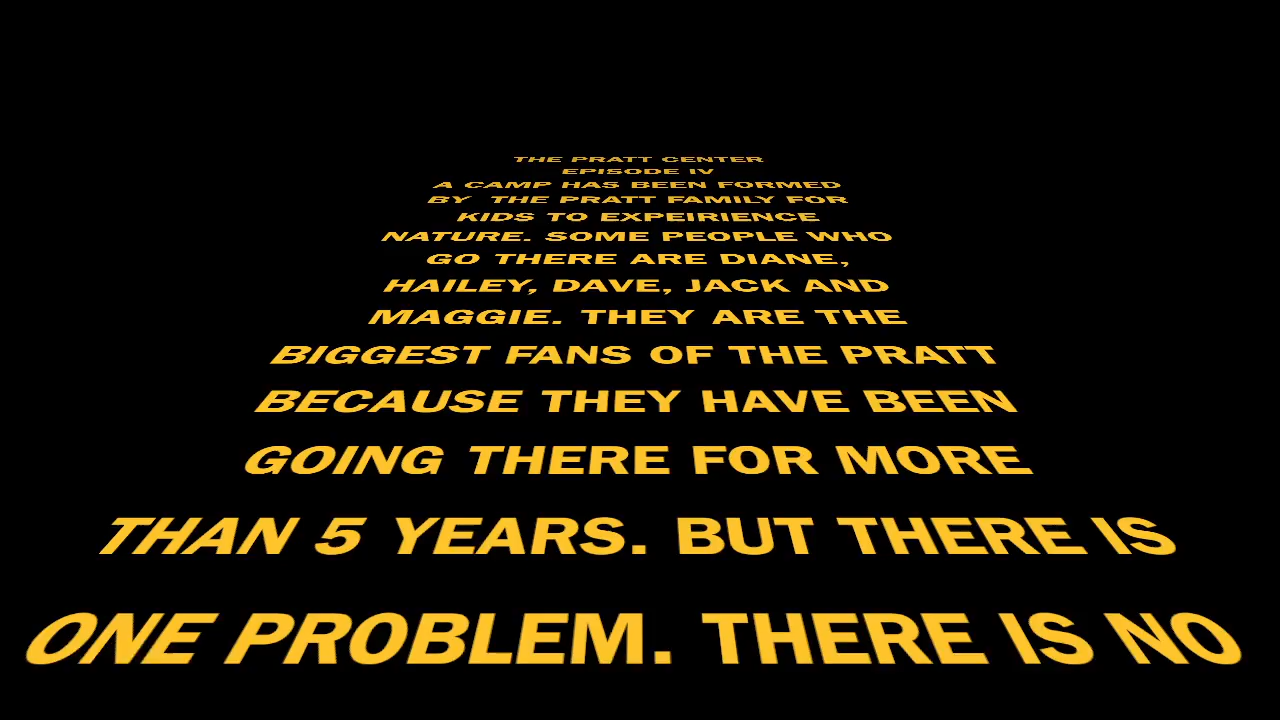 THE PRATT CENTER
EPISODE IV
A CAMP HAS BEEN FORMED
BY  THE PRATT FAMILY FOR
KIDS TO EXPEIRIENCE
NATURE. SOME PEOPLE WHO
GO THERE ARE DIANE,
HAILEY, DAVE, JACK AND
MAGGIE. THEY ARE THE
BIGGEST FANS OF THE PRATT
BECAUSE THEY HAVE BEEN
GOING THERE FOR MORE
THAN 5 YEARS. BUT THERE IS
ONE PROBLEM. THERE IS NO